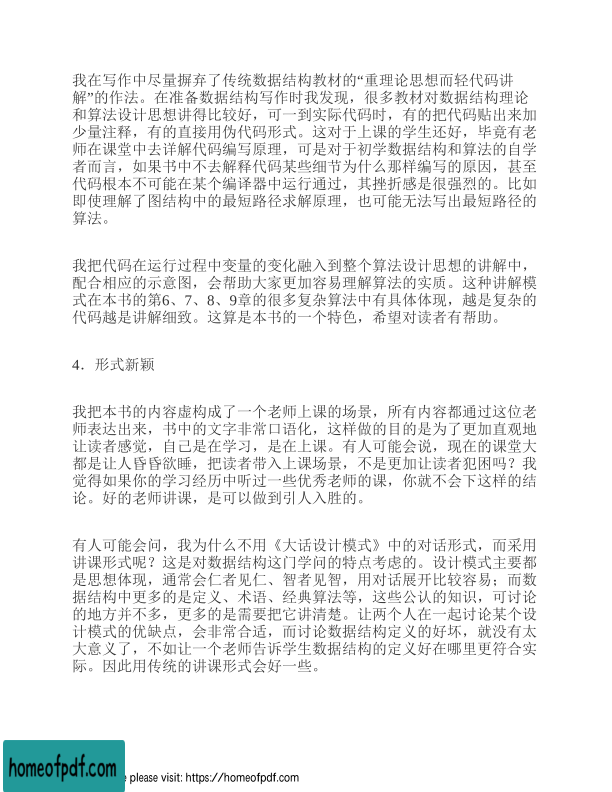 我在写作中尽量摒弃了传统数据结构教材的“重理论思想而轻代码讲
解”的作法。在准备数据结构写作时我发现，很多教材对数据结构理论
和算法设计思想讲得比较好，可一到实际代码时，有的把代码贴出来加
少量注释，有的直接用伪代码形式。这对于上课的学生还好，毕竟有老
师在课堂中去详解代码编写原理，可是对于初学数据结构和算法的自学
者而言，如果书中不去解释代码某些细节为什么那样编写的原因，甚至
代码根本不可能在某个编译器中运行通过，其挫折感是很强烈的。比如
即使理解了图结构中的最短路径求解原理，也可能无法写出最短路径的
算法。
我把代码在运行过程中变量的变化融入到整个算法设计思想的讲解中，
配合相应的示意图，会帮助大家更加容易理解算法的实质。这种讲解模
式在本书的第6、7、8、9章的很多复杂算法中有具体体现，越是复杂的
代码越是讲解细致。这算是本书的一个特色，希望对读者有帮助。
4．形式新颖
我把本书的内容虚构成了一个老师上课的场景，所有内容都通过这位老
师表达出来，书中的文字非常口语化，这样做的目的是为了更加直观地
让读者感觉，自己是在学习，是在上课。有人可能会说，现在的课堂大
都是让人昏昏欲睡，把读者带入上课场景，不是更加让读者犯困吗？我
觉得如果你的学习经历中听过一些优秀老师的课，你就不会下这样的结
论。好的老师讲课，是可以做到引人入胜的。
有人可能会问，我为什么不用《大话设计模式》中的对话形式，而采用
讲课形式呢？这是对数据结构这门学问的特点考虑的。设计模式主要都
是思想体现，通常会仁者见仁、智者见智，用对话展开比较容易；而数
据结构中更多的是定义、术语、经典算法等，这些公认的知识，可讨论
的地方并不多，更多的是需要把它讲清楚。让两个人在一起讨论某个设
计模式的优缺点，会非常合适，而讨论数据结构定义的好坏，就没有太
大意义了，不如让一个老师告诉学生数据结构的定义好在哪里更符合实
际。因此用传统的讲课形式会好一些。
homeofpdf.com
please visit: https://homeofpdf.com